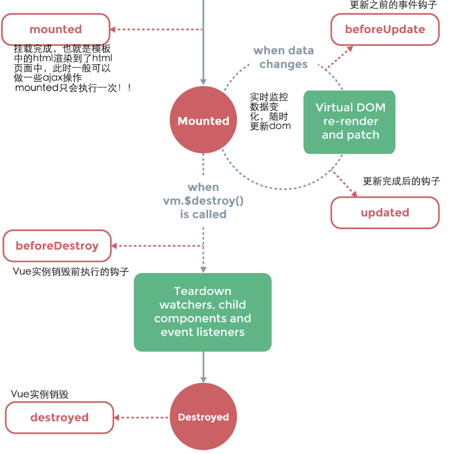 更新之前的事件钩子
mounted
beforeUpdate
挂载完成，也就是模板
中的html渲染到了html
页面中，此时一般可以
做一些ajax操作
mounted只会执行一次！！
when data
changes
Mounted
实时监控
数据变
化，随时
更新dom
Virtual DOM
re-render
and patch
更新完成后的钩子
updated
when
vm.$destroy()
is called
beforeDestroy
Vue实例销毁前执行的钩子
Teardown
watchers, child
components and
event listeners
Vue实例销毁
destroyed
Destroyed